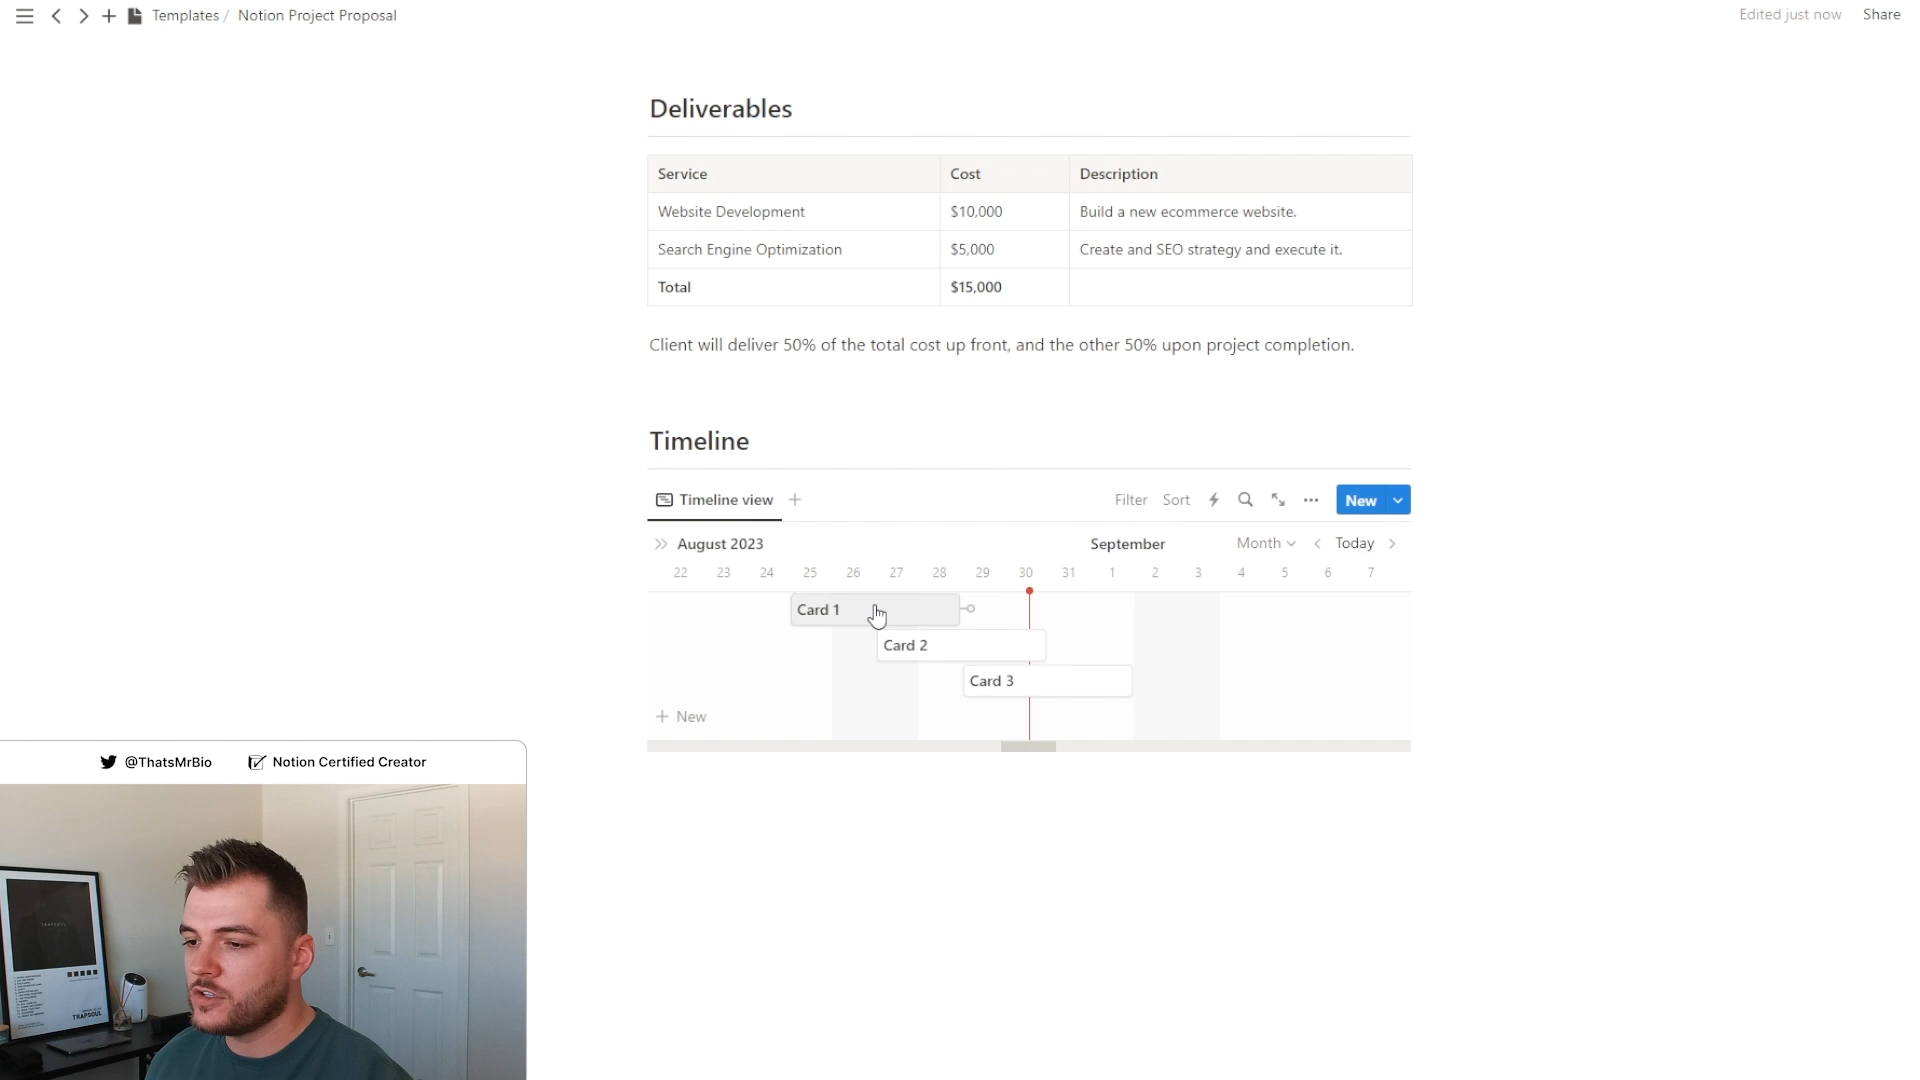 Templates / Notion Project Proposal
Edited just now
Share
Deliverables
Service Cost Description
Website Development $10,000 Build a new ecommerce website.
Search Engine Optimization $5,000 Create and SEO strategy and execute it.
Total $15,000
Client will deliver 50% of the total cost up front, and the other 50% upon project completion.
Timeline
Timeline view
Filter Sort
New
August 2023 September
Month Today
22 23 24 25 26 27 28 29 30 31 1 2 3 4 5 6 7
Card 1
Card 2
Card 3
New
@ThatsMrBio
Notion Certified Creator
TRAPSOUL
TRAPSOUL